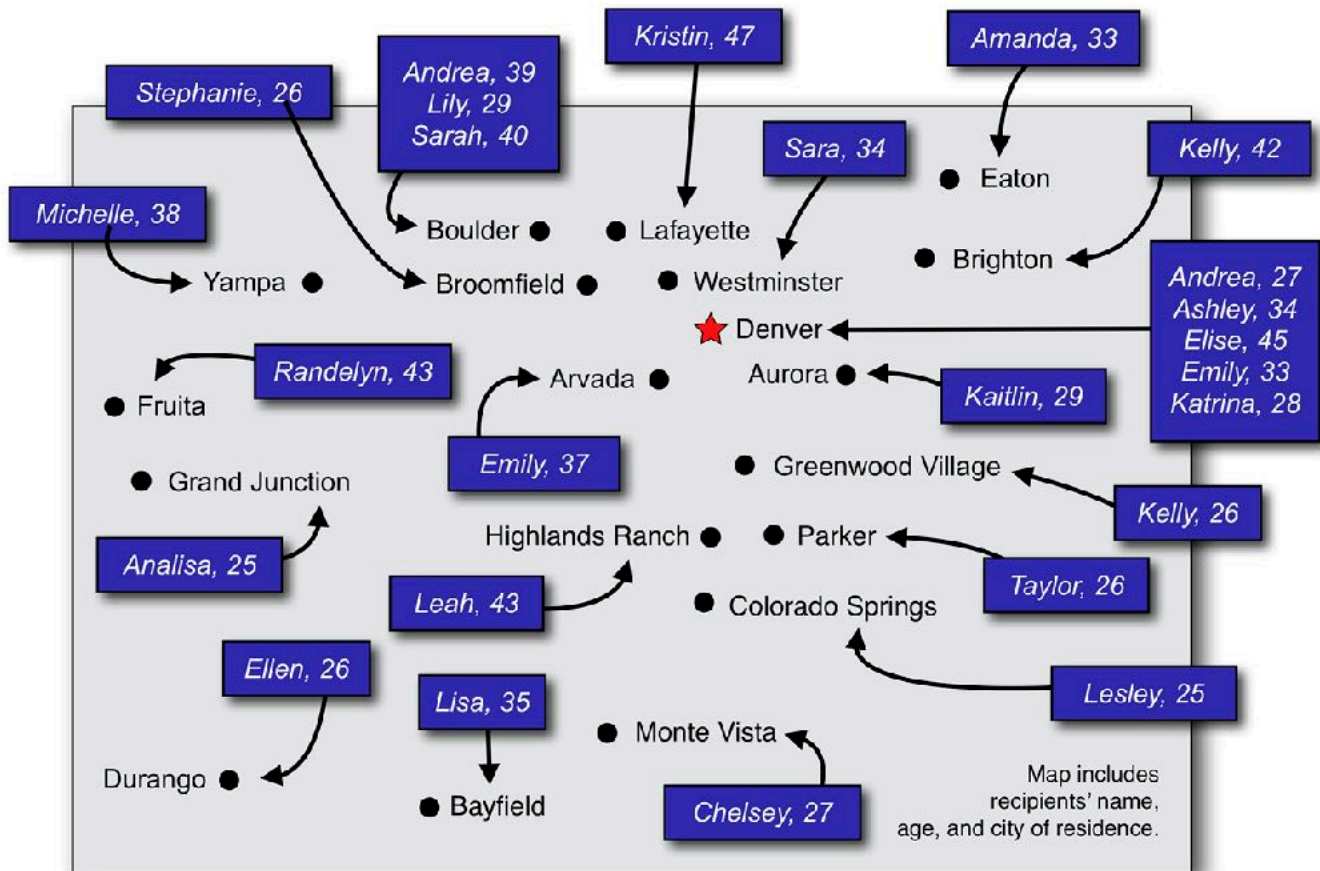 Kristin, 47
Amanda, 33
Stephanie, 26
Andrea, 39
Lily, 29
Sarah, 40
Sara, 34
Kelly, 42
Eaton
Michelle, 38
Boulder
Lafayette
Brighton
Yampa
Broomfield
Westminster
Andrea, 27
Ashley, 34
Elise, 45
Emily, 33
Katrina, 28
Denver
Randelyn, 43
Arvada
Aurora
Kaitlin, 29
Fruita
Emily, 37
Greenwood Village
Grand Junction
Kelly, 26
Highlands Ranch
Parker
Analisa, 25
Taylor, 26
Leah, 43
Colorado Springs
Ellen, 26
Lisa, 35
Lesley, 25
Monte Vista
Durango
Bayfield
Chelsey, 27
Map includes
recipients’ name,
age, and city of residence.